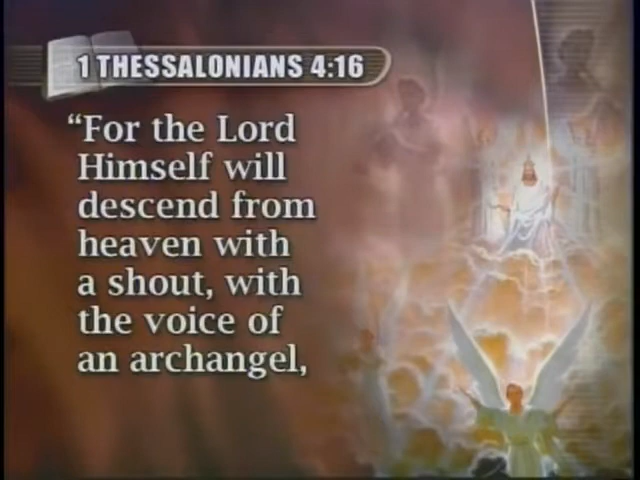 1 THESSALONIANS 4:16
“For the Lord
Himself will
descend from
heaven with
a shout, with
the voice of
an archangel,